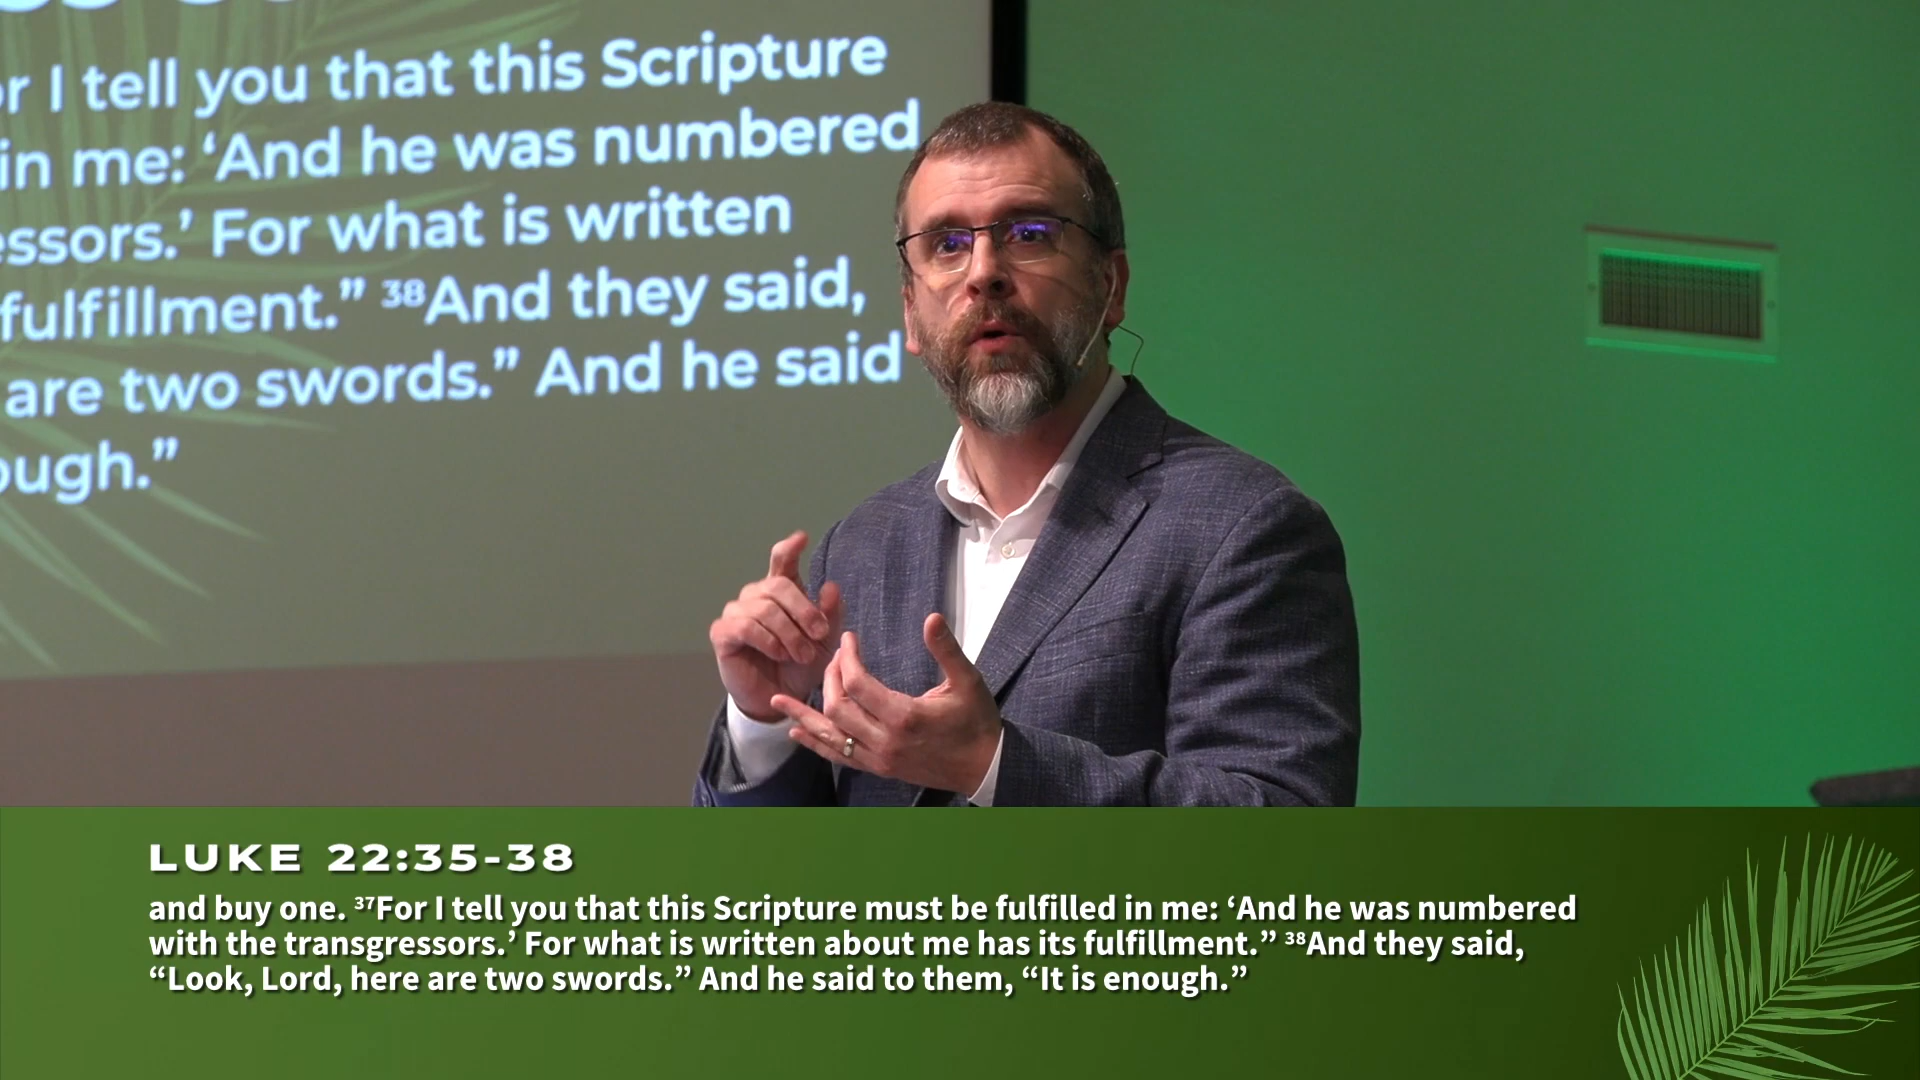 or I tell you that this Scripture
in me: ‘And he was numbered
essors.’ For what is written
fulfillment.” ³⁸And they said,
are two swords.” And he said
ough.”
LUKE 22:35-38
and buy one. ³⁷For I tell you that this Scripture must be fulfilled in me: ‘And he was numbered
with the transgressors.’ For what is written about me has its fulfillment.” ³⁸And they said,
“Look, Lord, here are two swords.” And he said to them, “It is enough.”